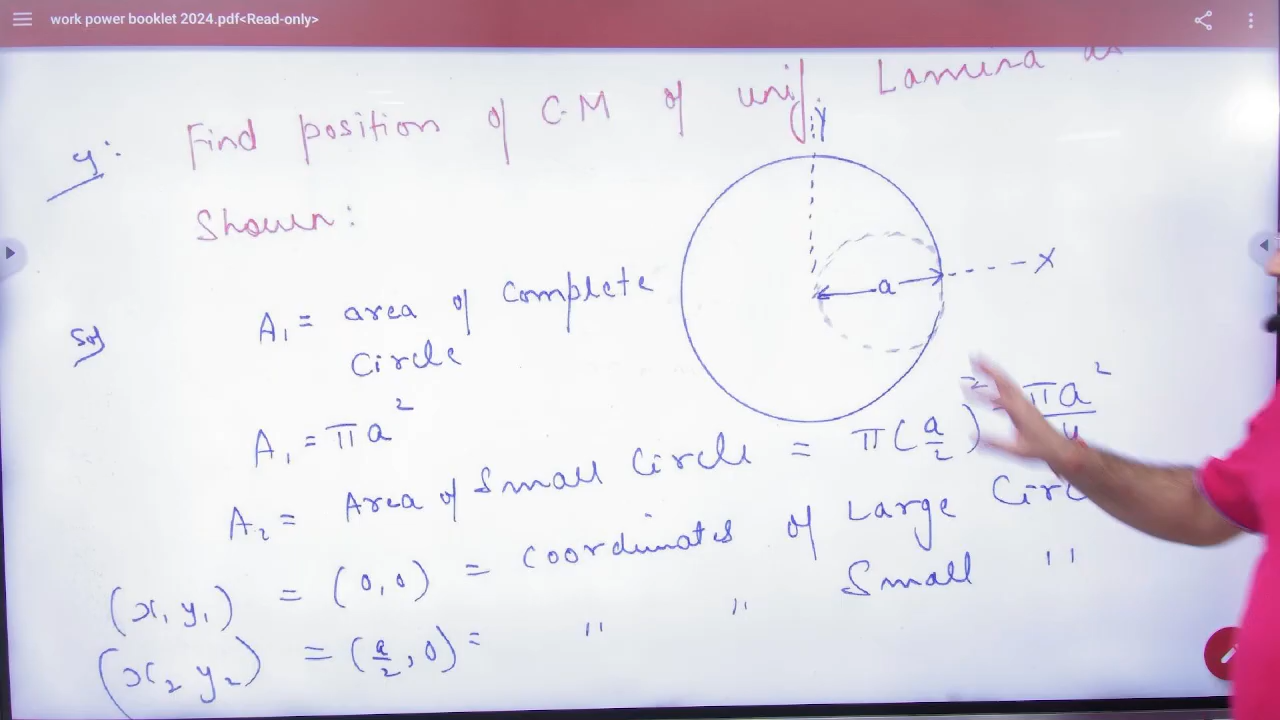 work power booklet 2024.pdf<Read-only>
Find position of C.M of unif. Lamina as
Shown:
Y
X
a
Sol
A₁ = area of Complete
Circle
A₁ = πa²
A₂ = Area of Small Circle = π(a/2)² = πa²/4
(x₁ y₁) = (0,0) = Coordinates of Large Circ
(x₂ y₂) = (a/2, 0) = " " Small "